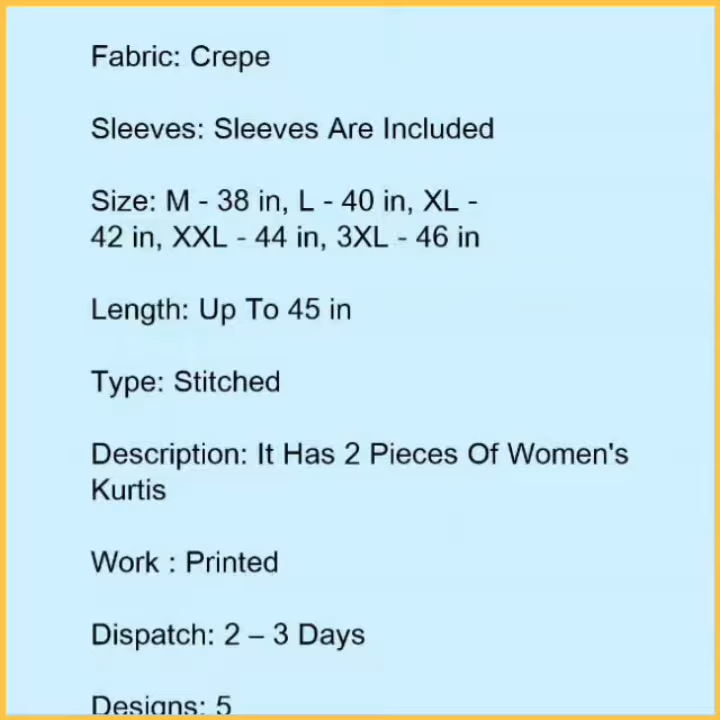 Fabric: Crepe
Sleeves: Sleeves Are Included
Size: M - 38 in, L - 40 in, XL -
42 in, XXL - 44 in, 3XL - 46 in
Length: Up To 45 in
Type: Stitched
Description: It Has 2 Pieces Of Women's
Kurtis
Work : Printed
Dispatch: 2 – 3 Days
Designs: 5